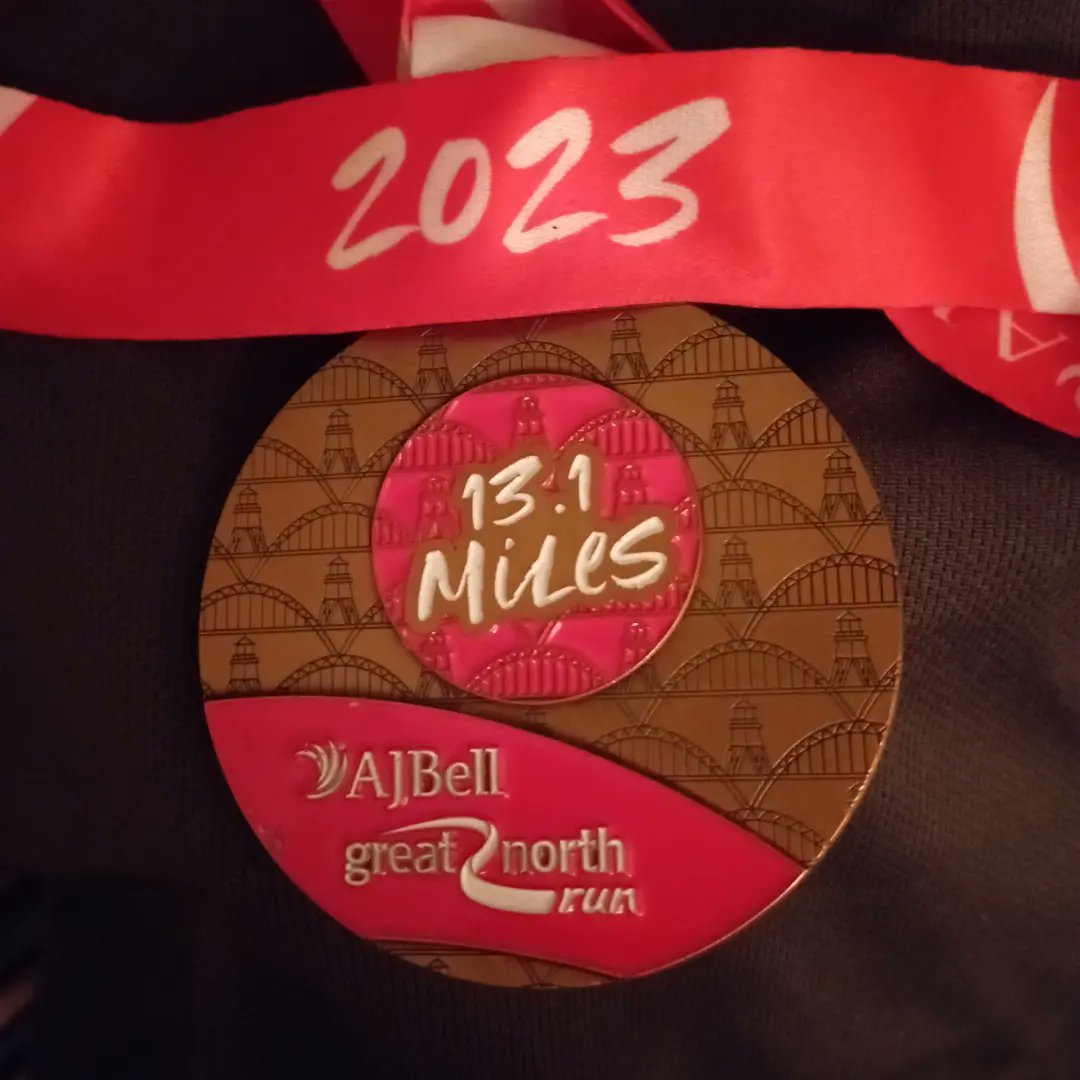 2023
13.1
Miles
AJBell
great north
run